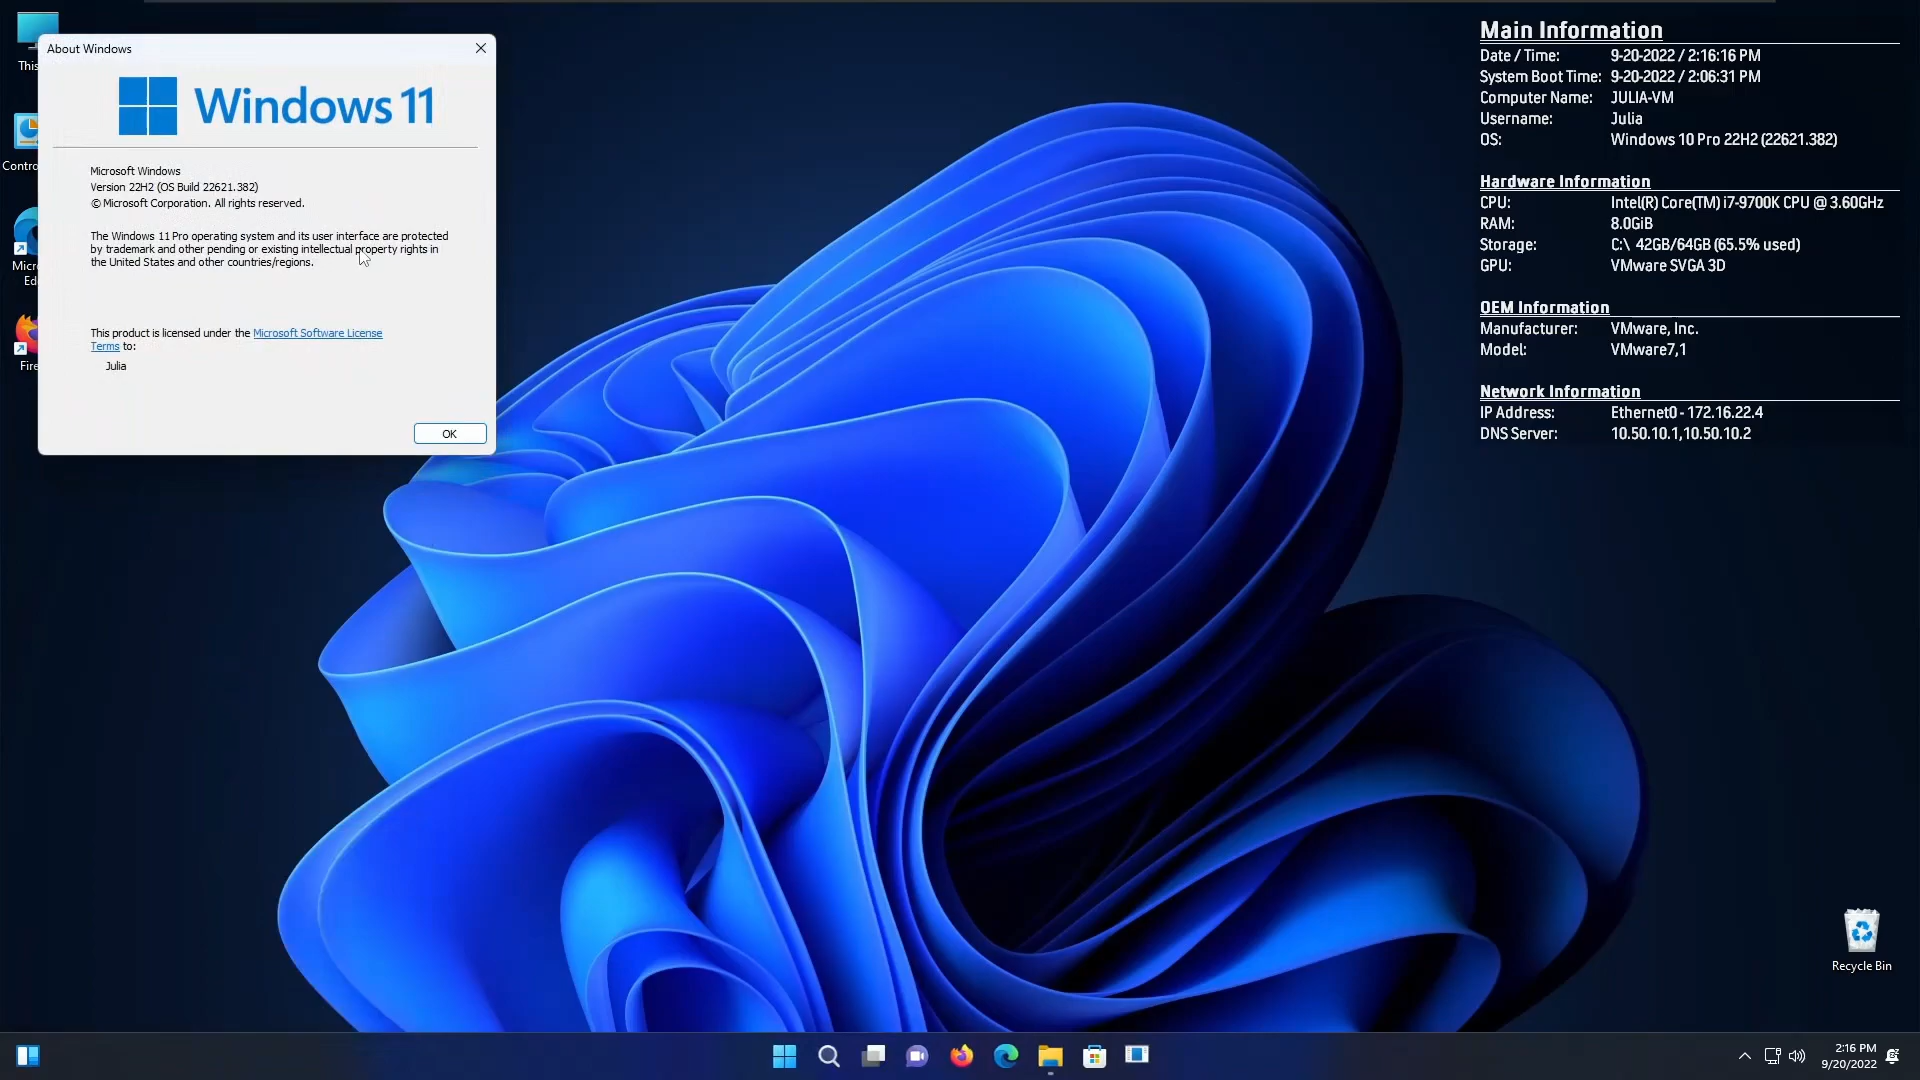 About Windows
Windows 11
Microsoft Windows
Version 22H2 (OS Build 22621.382)
© Microsoft Corporation. All rights reserved.
The Windows 11 Pro operating system and its user interface are protected
by trademark and other pending or existing intellectual property rights in
the United States and other countries/regions.
This product is licensed under the Microsoft Software License
Terms to:
Julia
OK
This
Contro
Micro
Ed
Fire
Main Information
Date / Time: 9-20-2022 / 2:16:16 PM
System Boot Time: 9-20-2022 / 2:06:31 PM
Computer Name: JULIA-VM
Username: Julia
OS: Windows 10 Pro 22H2 (22621.382)
Hardware Information
CPU: Intel(R) Core(TM) i7-9700K CPU @ 3.60GHz
RAM: 8.0GiB
Storage: C:\ 42GB/64GB (65.5% used)
GPU: VMware SVGA 3D
OEM Information
Manufacturer: VMware, Inc.
Model: VMware7,1
Network Information
IP Address: Ethernet0 - 172.16.22.4
DNS Server: 10.50.10.1,10.50.10.2
Recycle Bin
2:16 PM
9/20/2022